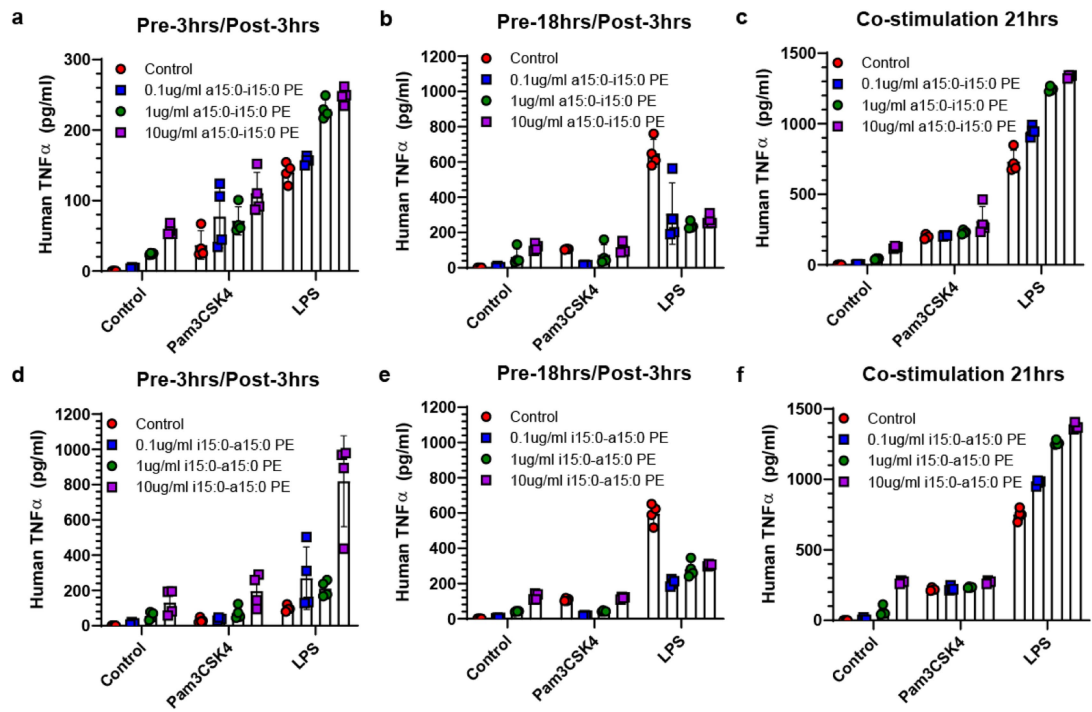 a
Pre-3hrs/Post-3hrs
Human TNFα (pg/ml)
300
200
100
0
Control
0.1ug/ml a15:0-i15:0 PE
1ug/ml a15:0-i15:0 PE
10ug/ml a15:0-i15:0 PE
Control
Pam3CSK4
LPS
b
Pre-18hrs/Post-3hrs
Human TNFα (pg/ml)
1200
1000
800
600
400
200
0
Control
0.1ug/ml a15:0-i15:0 PE
1ug/ml a15:0-i15:0 PE
10ug/ml a15:0-i15:0 PE
Control
Pam3CSK4
LPS
c
Co-stimulation 21hrs
Human TNFα (pg/ml)
1500
1000
500
0
Control
0.1ug/ml a15:0-i15:0 PE
1ug/ml a15:0-i15:0 PE
10ug/ml a15:0-i15:0 PE
Control
Pam3CSK4
LPS
d
Pre-3hrs/Post-3hrs
Human TNFα (pg/ml)
1200
1000
800
600
400
200
0
Control
0.1ug/ml i15:0-a15:0 PE
1ug/ml i15:0-a15:0 PE
10ug/ml i15:0-a15:0 PE
Control
Pam3CSK4
LPS
e
Pre-18hrs/Post-3hrs
Human TNFα (pg/ml)
1200
1000
800
600
400
200
0
Control
0.1ug/ml i15:0-a15:0 PE
1ug/ml i15:0-a15:0 PE
10ug/ml i15:0-a15:0 PE
Control
Pam3CSK4
LPS
f
Co-stimulation 21hrs
Human TNFα (pg/ml)
1500
1000
500
0
Control
0.1ug/ml i15:0-a15:0 PE
1ug/ml i15:0-a15:0 PE
10ug/ml i15:0-a15:0 PE
Control
Pam3CSK4
LPS